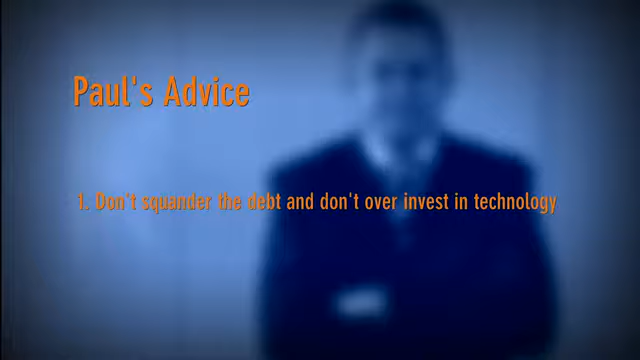 Paul's Advice
1. Don't squander the debt and don't over invest in technology